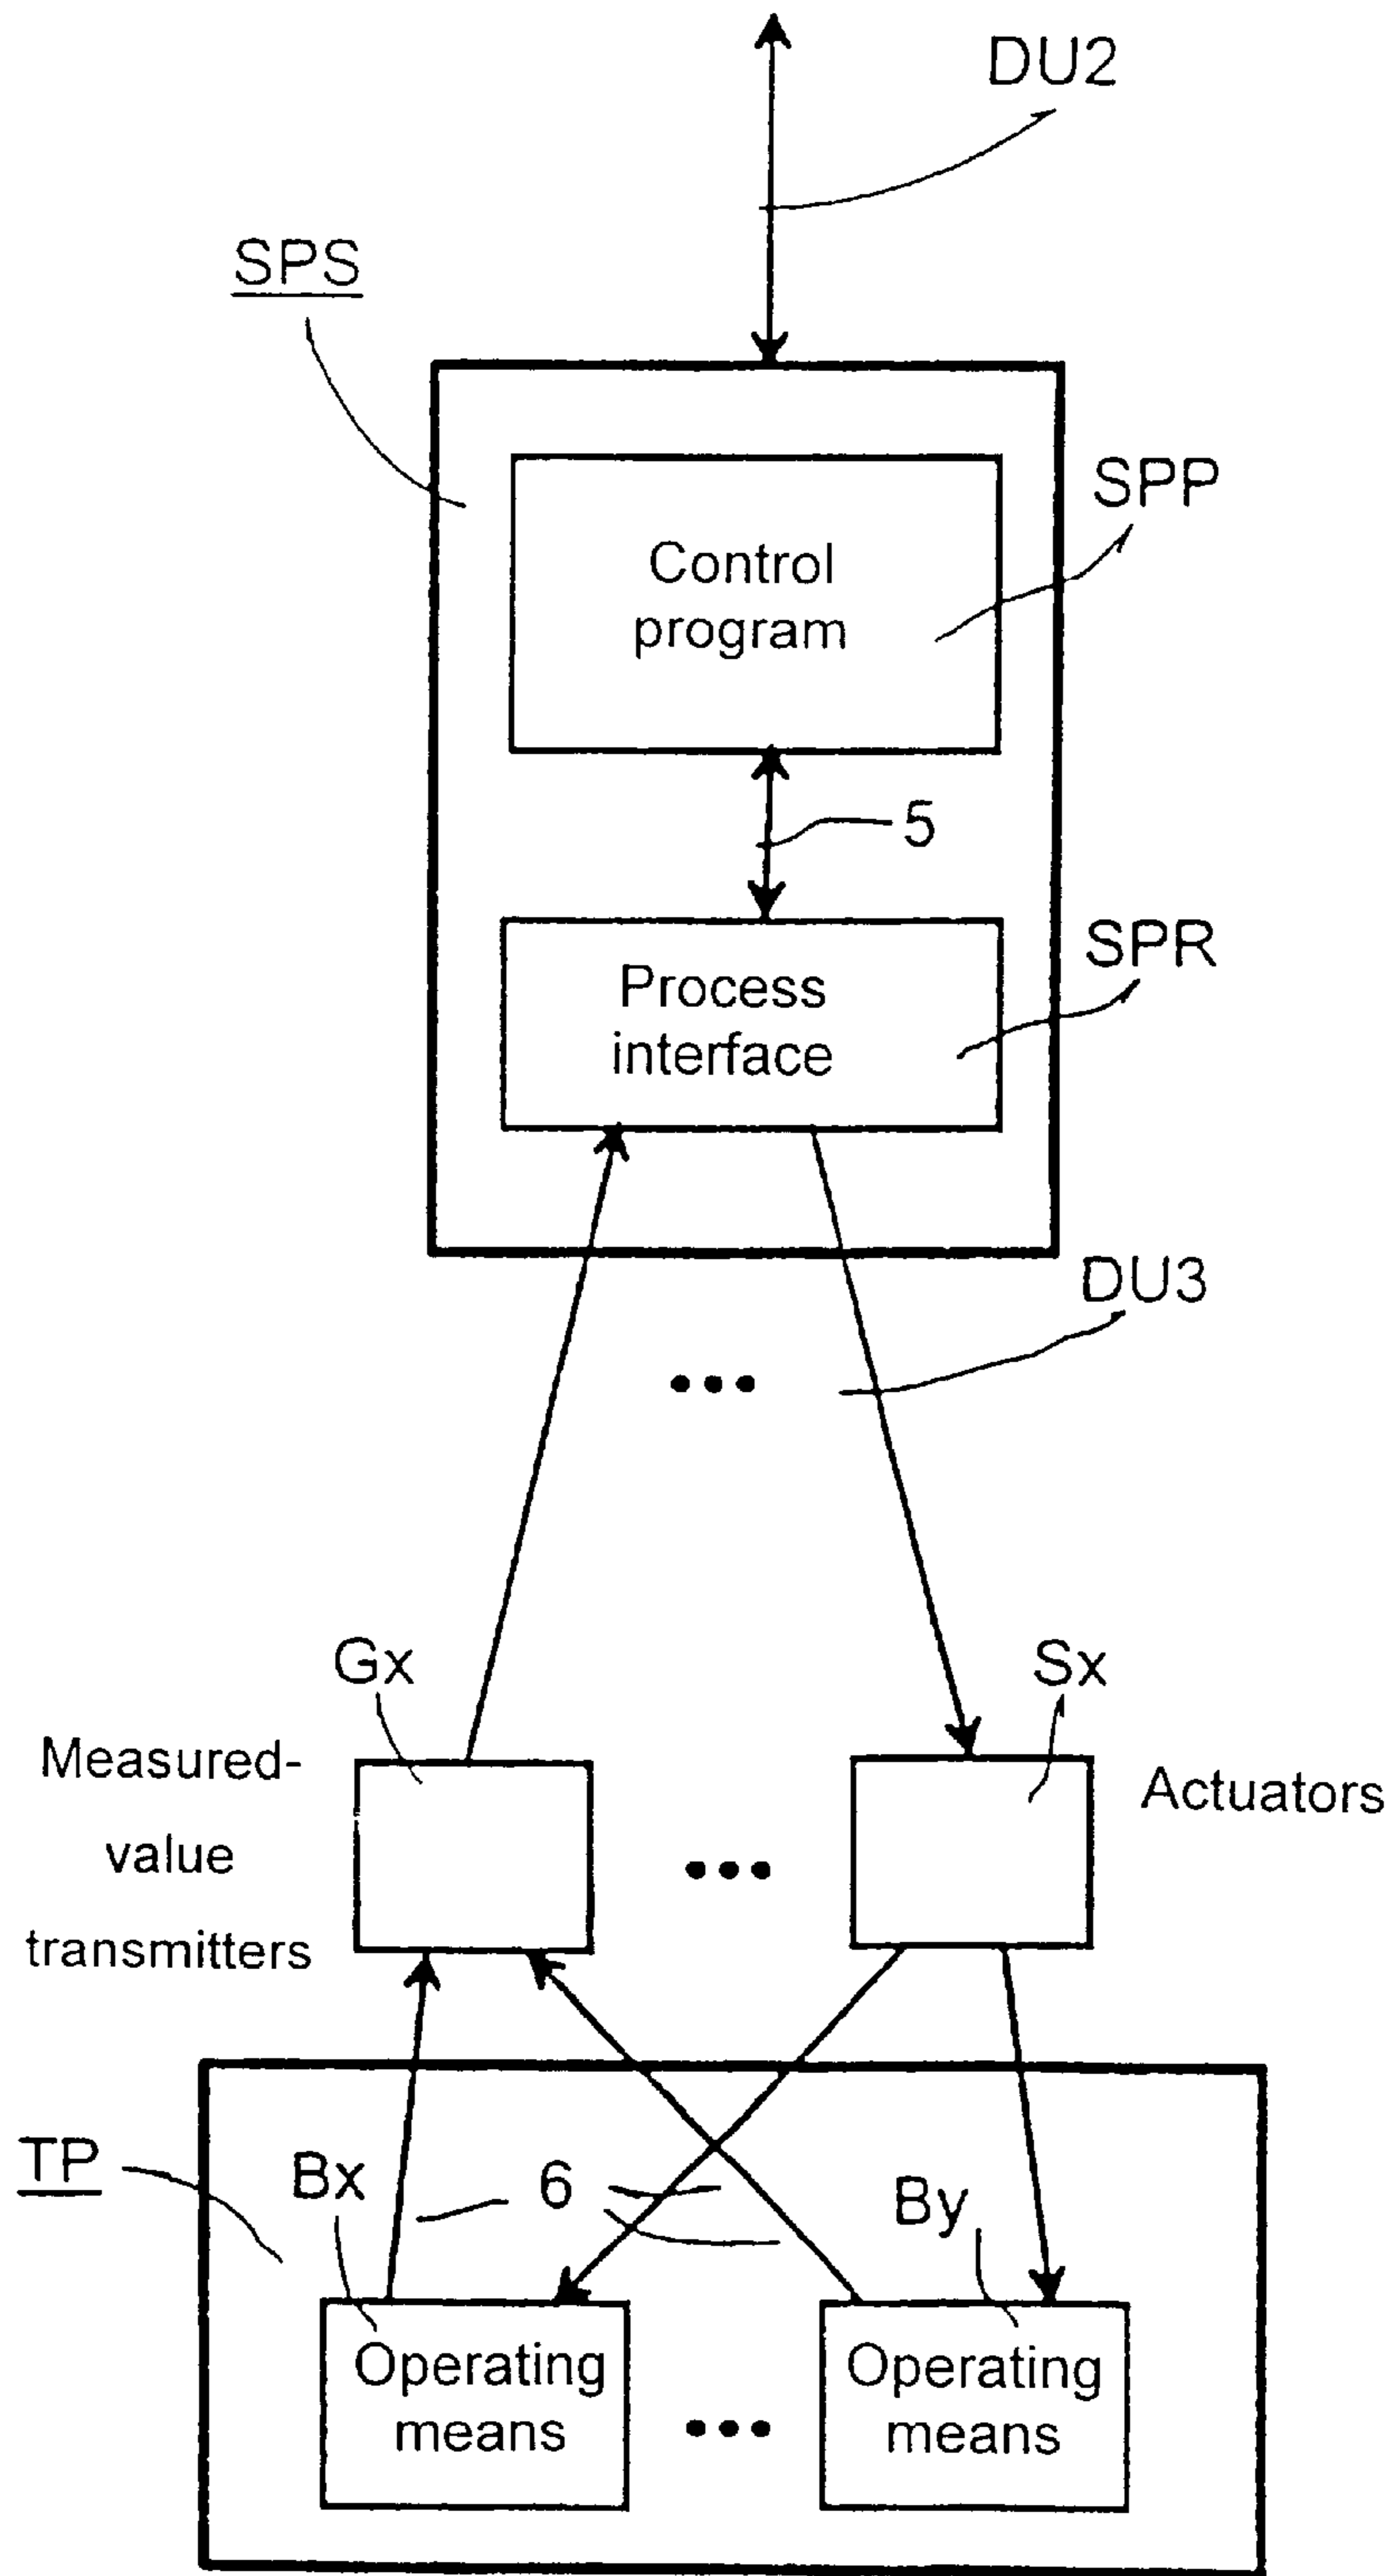 DU2
SPS
SPP
Control
program
5
SPR
Process
interface
DU3
Gx
Sx
Measured-
value
transmitters
Actuators
TP
Bx
6
By
Operating
means
Operating
means